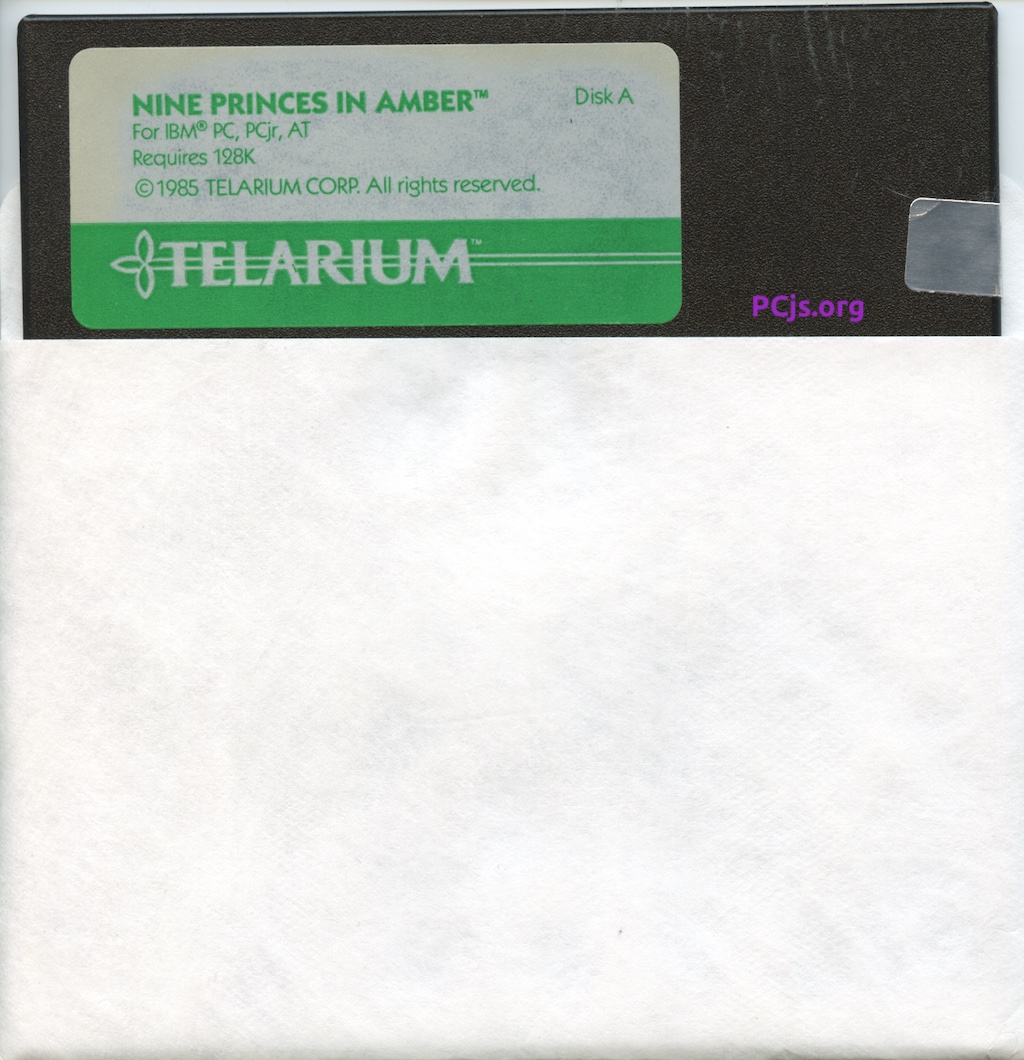 NINE PRINCES IN AMBER™
Disk A
For IBM® PC, PCjr, AT
Requires 128K
© 1985 TELARIUM CORP. All rights reserved.
TELARIUM™
PCjs.org